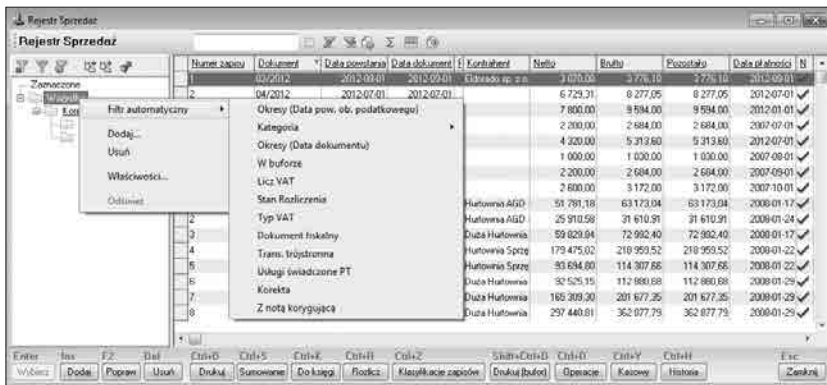 Rejestr Sprzedaż
Rejestr Sprzedaż
Numer zapisu Dokument Data powstania Data dokument F Kontrahent Netto Brutto Pozostało Data płatności N
Zaznaczone
1 03/2012 2012-09-01 2012-09-01 Eldorado sp. z o. 3 070,00 3 776,10 3 776,10 2012-09-01
Wszystkie
2 04/2012 2012-07-01 2012-07-01 6 729,31 8 277,05 8 277,05 2012-07-01
Filtr automatyczny
Dodaj...
Usuń
Właściwości...
Odśwież
Okresy (Data pow. ob. podatkowego)
Kategoria
Okresy (Data dokumentu)
W buforze
Licz VAT
Stan Rozliczenia
Typ VAT
Dokument fiskalny
Trans. trójstronna
Usługi świadczone PT
Korekta
Z notą korygującą
7 800,00 9 594,00 9 594,00 2012-01-01
2 200,00 2 684,00 2 684,00 2007-07-01
4 320,00 5 313,60 5 313,60 2012-07-01
1 000,00 1 030,00 1 030,00 2007-08-01
2 200,00 2 684,00 2 684,00 2007-09-01
2 600,00 3 172,00 3 172,00 2007-10-01
Hurtownia AGD 51 781,18 63 173,04 63 173,04 2008-01-17
2 Hurtownia AGD 25 910,58 31 610,91 31 610,91 2008-01-24
3 Duża Hurtownia 59 829,84 72 992,40 72 992,40 2008-01-17
4 Hurtownia Sprzę 179 475,02 218 959,52 218 959,52 2008-01-22
5 Hurtownia Sprzę 93 694,80 114 307,66 114 307,66 2008-01-22
6 Duża Hurtownia 92 525,15 112 880,68 112 880,68 2008-01-29
7 Duża Hurtownia 165 309,30 201 677,35 201 677,35 2008-01-29
8 Duża Hurtownia 297 440,81 362 877,79 362 877,79 2008-01-29
Enter Ins F2 Del Ctrl+D Ctrl+S Ctrl+K Ctrl+R Ctrl+Z Shift+Ctrl+D Ctrl+O Ctrl+Y Ctrl+H Esc
Wybierz Dodaj Popraw Usuń Drukuj Sumowanie Do księgi Rozlicz Klasyfikacje zapisów Drukuj (bufor) Operacje Kasowy Historia Zamknij